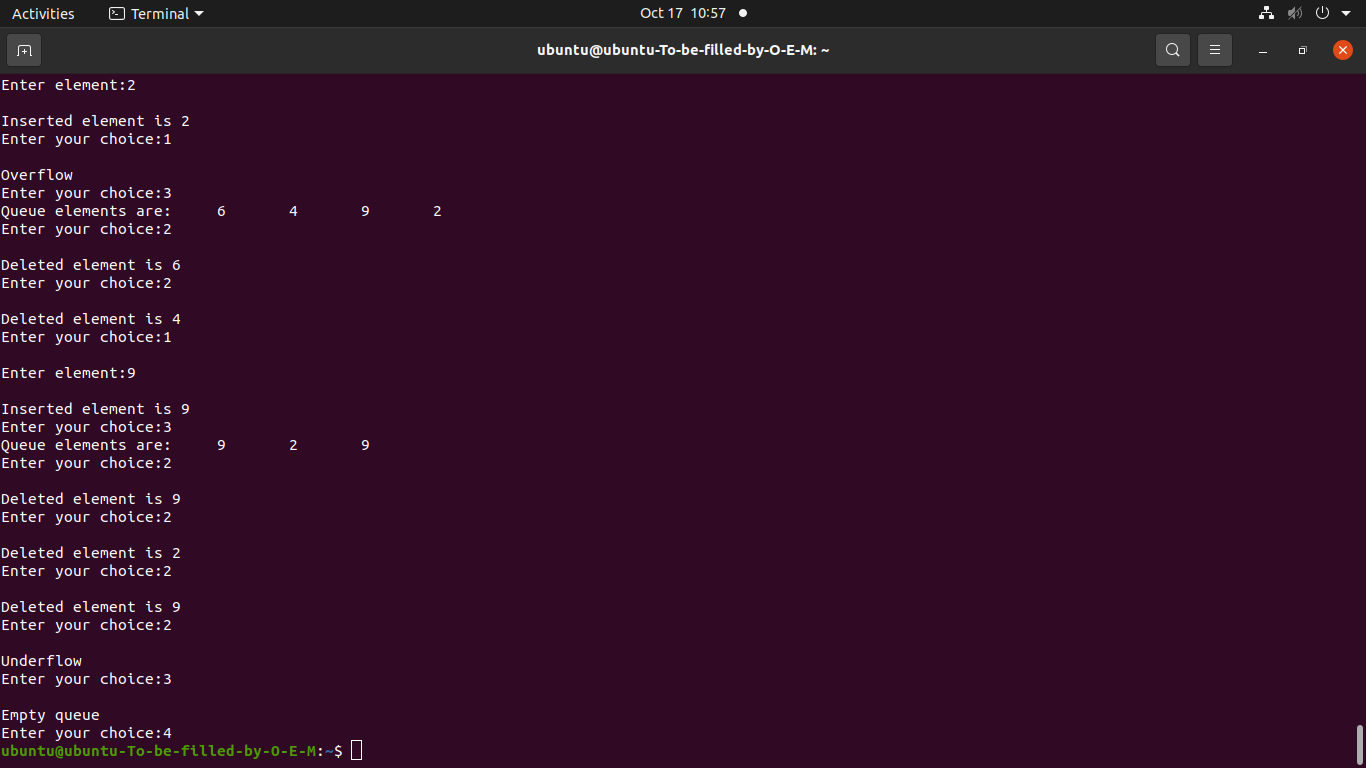 Activities Terminal Oct 17 10:57
ubuntu@ubuntu-To-be-filled-by-O-E-M: ~
Enter element:2
Inserted element is 2
Enter your choice:1
Overflow
Enter your choice:3
Queue elements are: 6 4 9 2
Enter your choice:2
Deleted element is 6
Enter your choice:2
Deleted element is 4
Enter your choice:1
Enter element:9
Inserted element is 9
Enter your choice:3
Queue elements are: 9 2 9
Enter your choice:2
Deleted element is 9
Enter your choice:2
Deleted element is 2
Enter your choice:2
Deleted element is 9
Enter your choice:2
Underflow
Enter your choice:3
Empty queue
Enter your choice:4
ubuntu@ubuntu-To-be-filled-by-O-E-M:~$